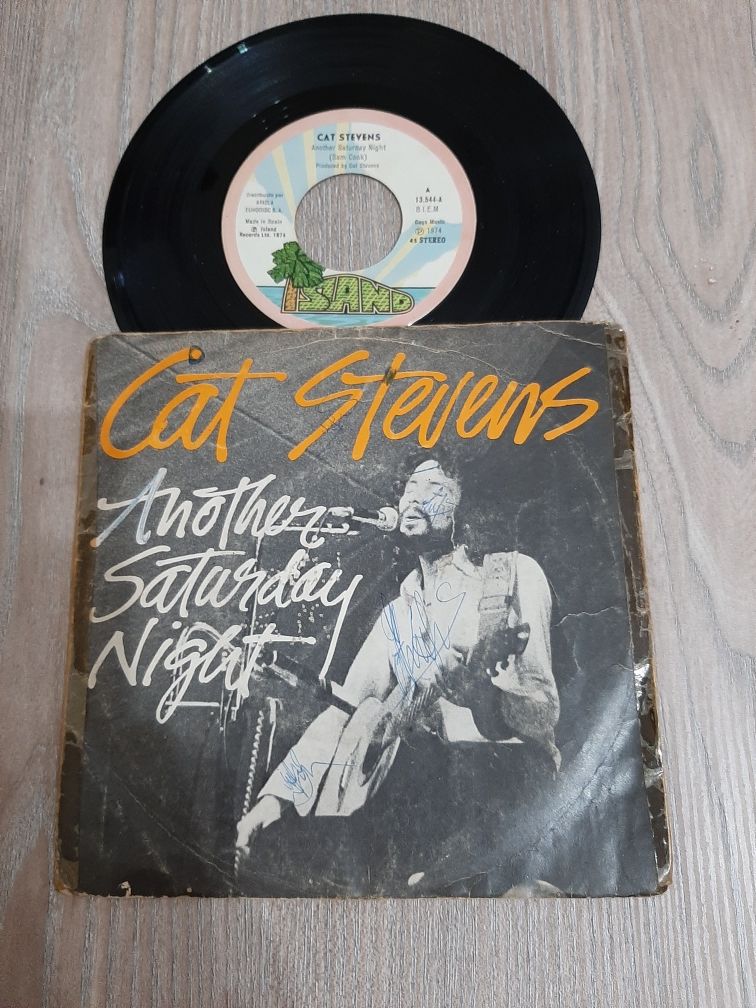 CAT STEVENS
Another Saturday Night
(Sam Cook)
Produced by Cat Stevens
Distribuido por
ARIOLA
EURODISC S. A.
Made in Spain
℗ Island
Records Ltd. 1974
A
13.544-A
B.I.E.M
Gags Music
℗ 1974
45 STEREO
ISLAND
Cat Stevens
Another
Saturday
Night